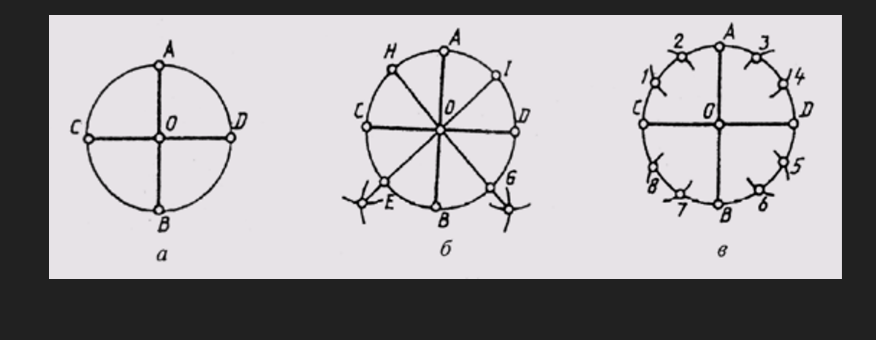 A
C O D
B
а
H A I
C O D
E B G
б
2 A 3
1 4
C O D
8 5
7 B 6
в